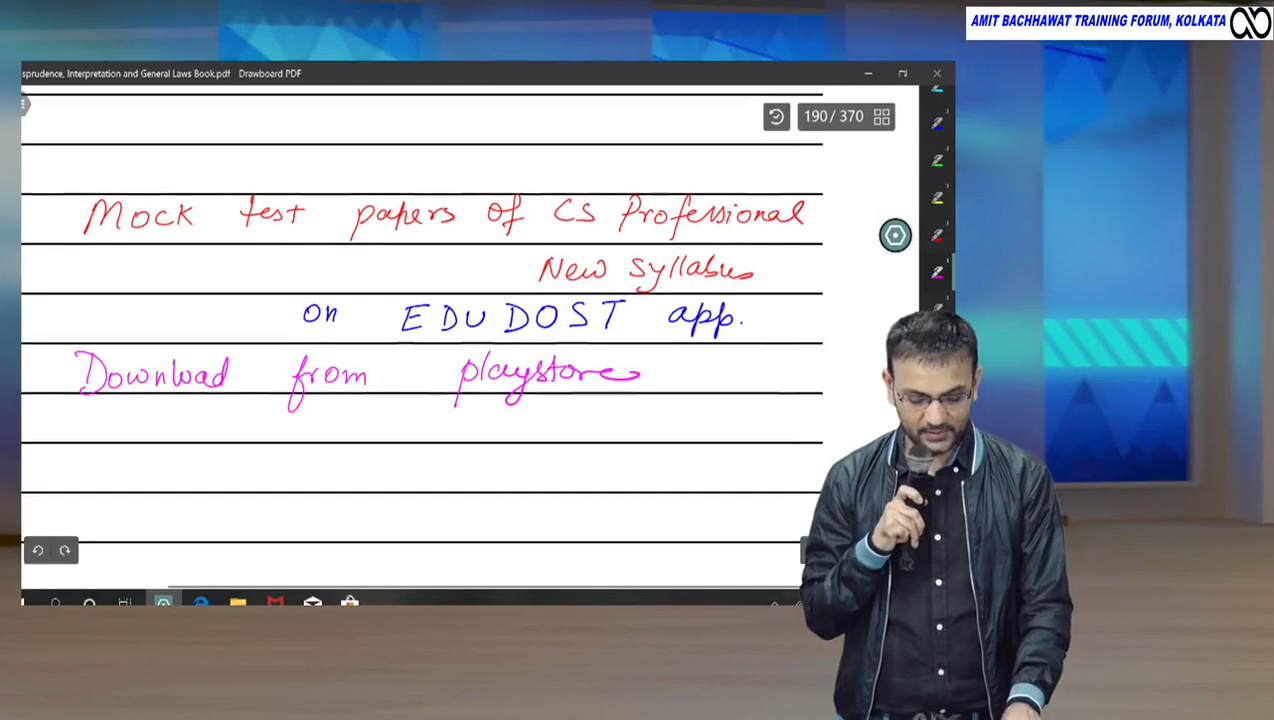 AMIT BACHHAWAT TRAINING FORUM, KOLKATA
sprudence, Interpretation and General Laws Book.pdf Drawboard PDF
190 / 370
Mock test papers of CS Professional
New syllabus
on EDUDOST app.
Download from playstore